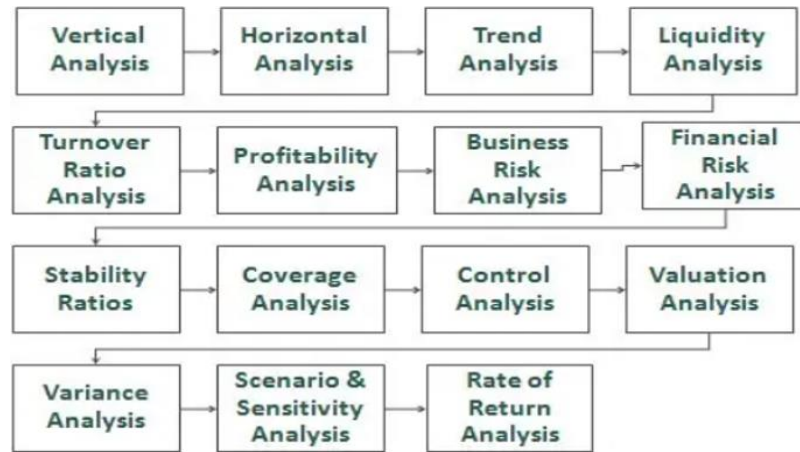 Vertical
Analysis
Horizontal
Analysis
Trend
Analysis
Liquidity
Analysis
Turnover
Ratio
Analysis
Profitability
Analysis
Business
Risk
Analysis
Financial
Risk
Analysis
Stability
Ratios
Coverage
Analysis
Control
Analysis
Valuation
Analysis
Variance
Analysis
Scenario &
Sensitivity
Analysis
Rate of
Return
Analysis